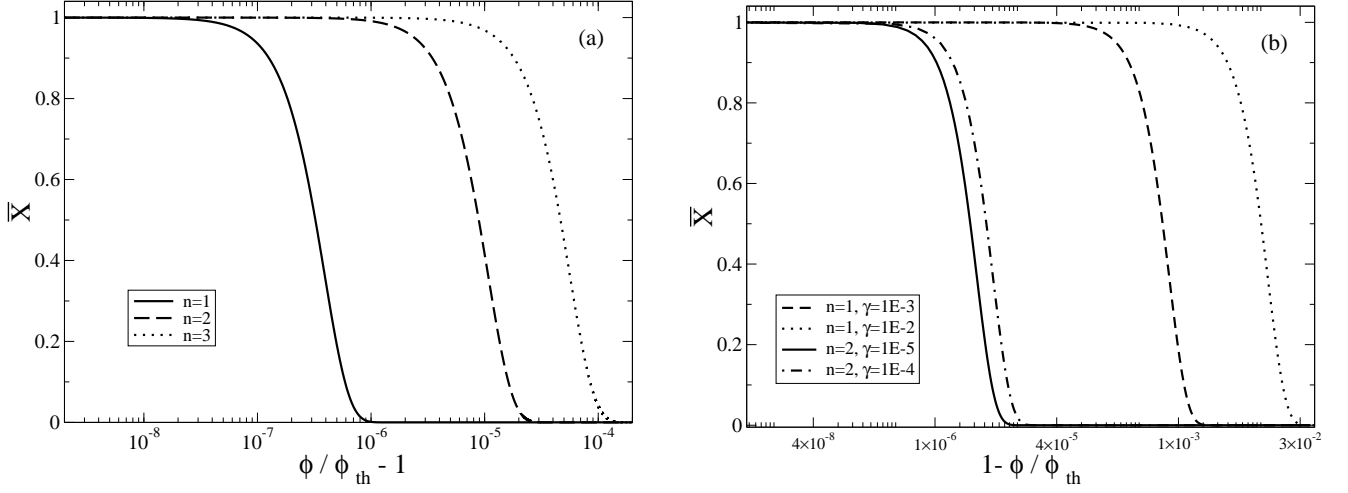 (a)
X̅
1
0.8
0.6
0.4
0.2
0
n=1
n=2
n=3
10⁻⁸ 10⁻⁷ 10⁻⁶ 10⁻⁵ 10⁻⁴
ϕ / ϕ_th - 1
(b)
X̅
1
0.8
0.6
0.4
0.2
0
n=1, γ=1E-3
n=1, γ=1E-2
n=2, γ=1E-5
n=2, γ=1E-4
4×10⁻⁸ 1×10⁻⁶ 4×10⁻⁵ 1×10⁻³ 3×10⁻²
1- ϕ / ϕ_th